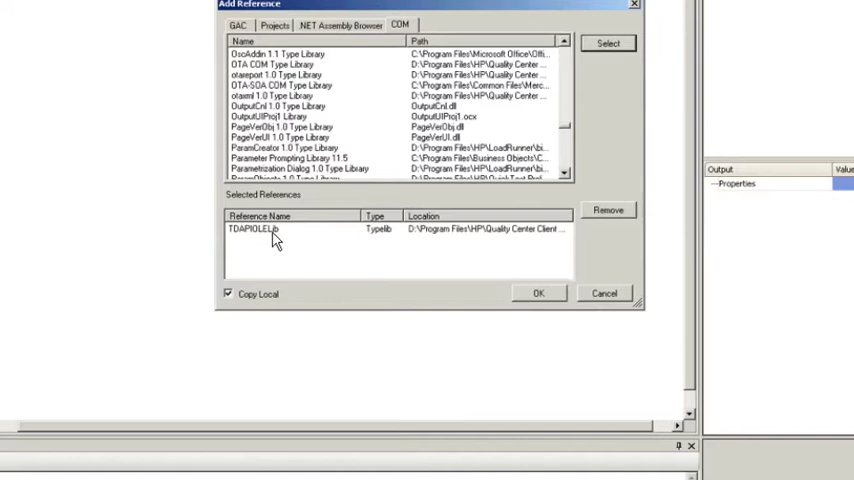 Add Reference
GAC Projects .NET Assembly Browser COM
Name Path
OscAddin 1.1 Type Library C:\Program Files\Microsoft Office\Offi...
OTA COM Type Library D:\Program Files\HP\Quality Center ...
otareport 1.0 Type Library D:\Program Files\HP\Quality Center ...
OTA-SOA COM Type Library C:\Program Files\Common Files\Merc...
otaxml 1.0 Type Library D:\Program Files\HP\Quality Center ...
OutputCnl 1.0 Type Library OutputCnl.dll
OutputUIProj1 Library OutputUIProj1.ocx
PageVerObj 1.0 Type Library PageVerObj.dll
PageVerUI 1.0 Type Library PageVerUI.dll
ParamCreator 1.0 Type Library D:\Program Files\HP\LoadRunner\bi...
Parameter Prompting Library 11.5 C:\Program Files\Business Objects\C...
Parametrization Dialog 1.0 Type Library D:\Program Files\HP\LoadRunner\bi...
Select
Selected References
Reference Name Type Location
TDAPIOLELib Typelib D:\Program Files\HP\Quality Center Client ...
Remove
Copy Local
OK Cancel
Output Value
Properties